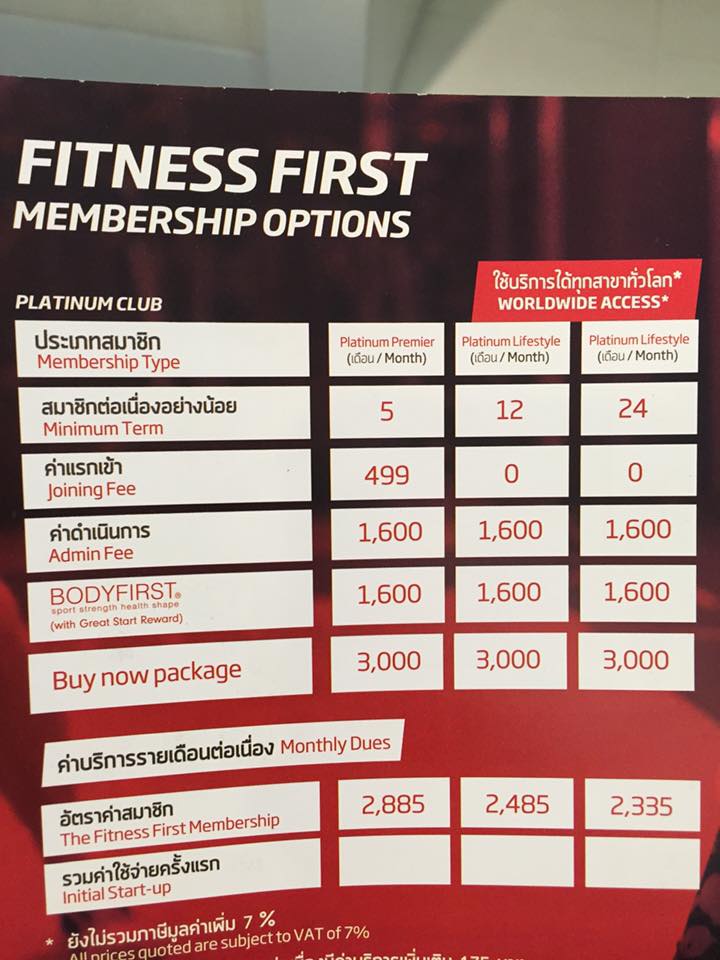 FITNESS FIRST
MEMBERSHIP OPTIONS
PLATINUM CLUB
ใช้บริการได้ทุกสาขาทั่วโลก*
WORLDWIDE ACCESS*
ประเภทสมาชิก
Membership Type
Platinum Premier
(เดือน / Month)
Platinum Lifestyle
(เดือน / Month)
Platinum Lifestyle
(เดือน / Month)
สมาชิกต่อเนื่องอย่างน้อย
Minimum Term
5 12 24
ค่าแรกเข้า
Joining Fee
499 0 0
ค่าดำเนินการ
Admin Fee
1,600 1,600 1,600
BODYFIRST®
sport strength health shape
(with Great Start Reward)
1,600 1,600 1,600
Buy now package
3,000 3,000 3,000
ค่าบริการรายเดือนต่อเนื่อง Monthly Dues
อัตราค่าสมาชิก
The Fitness First Membership
2,885 2,485 2,335
รวมค่าใช้จ่ายครั้งแรก
Initial Start-up
* ยังไม่รวมภาษีมูลค่าเพิ่ม 7 %
All prices quoted are subject to VAT of 7%